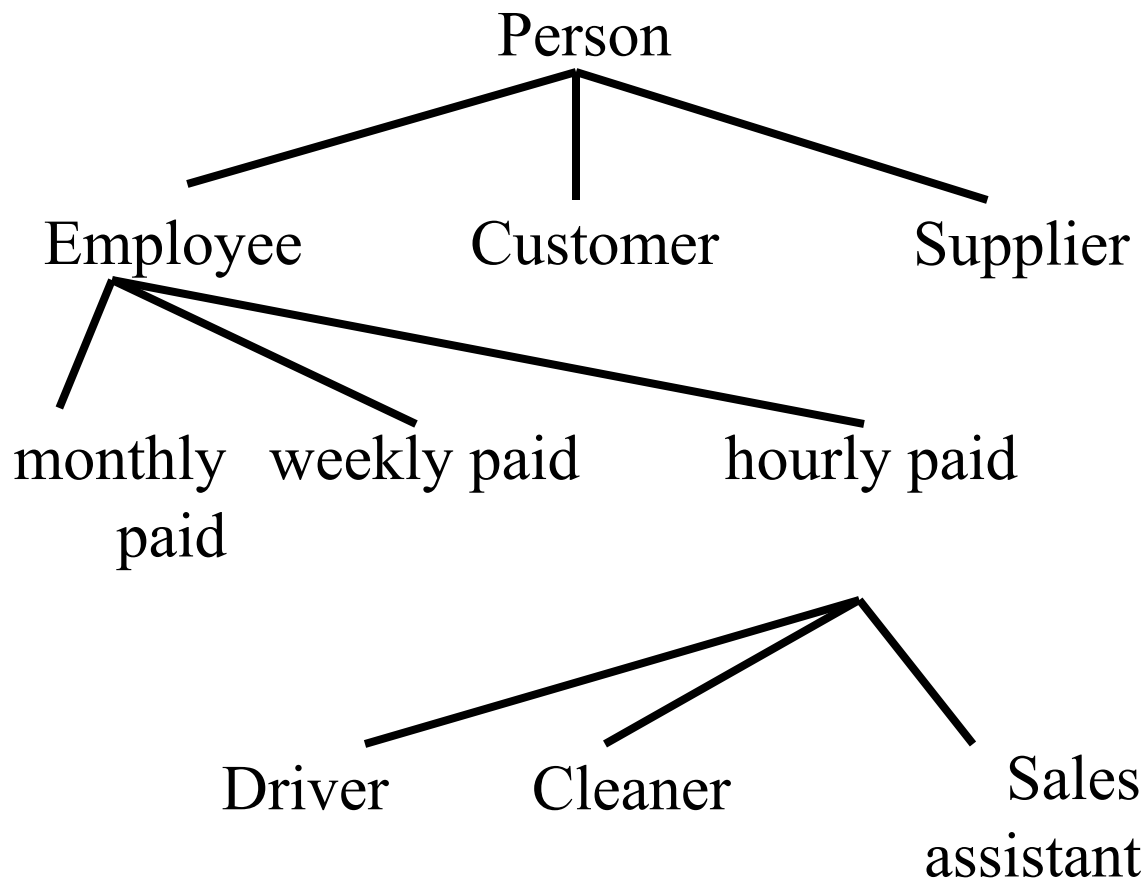 Person
Employee Customer Supplier
monthly paid weekly paid hourly paid
Driver Cleaner Sales assistant